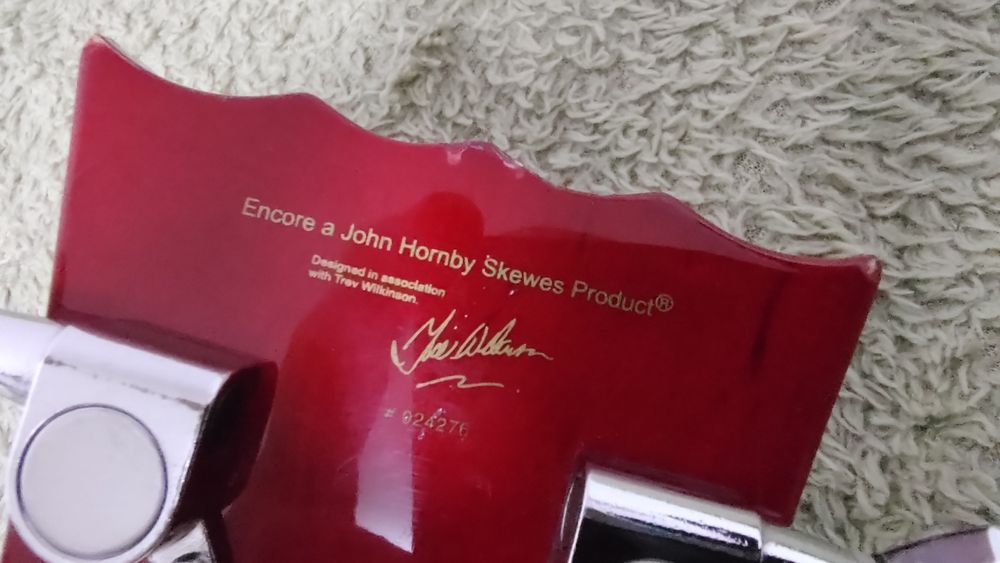 Encore a John Hornby Skewes Product®
Designed in association
with Trev Wilkinson.
# 024276